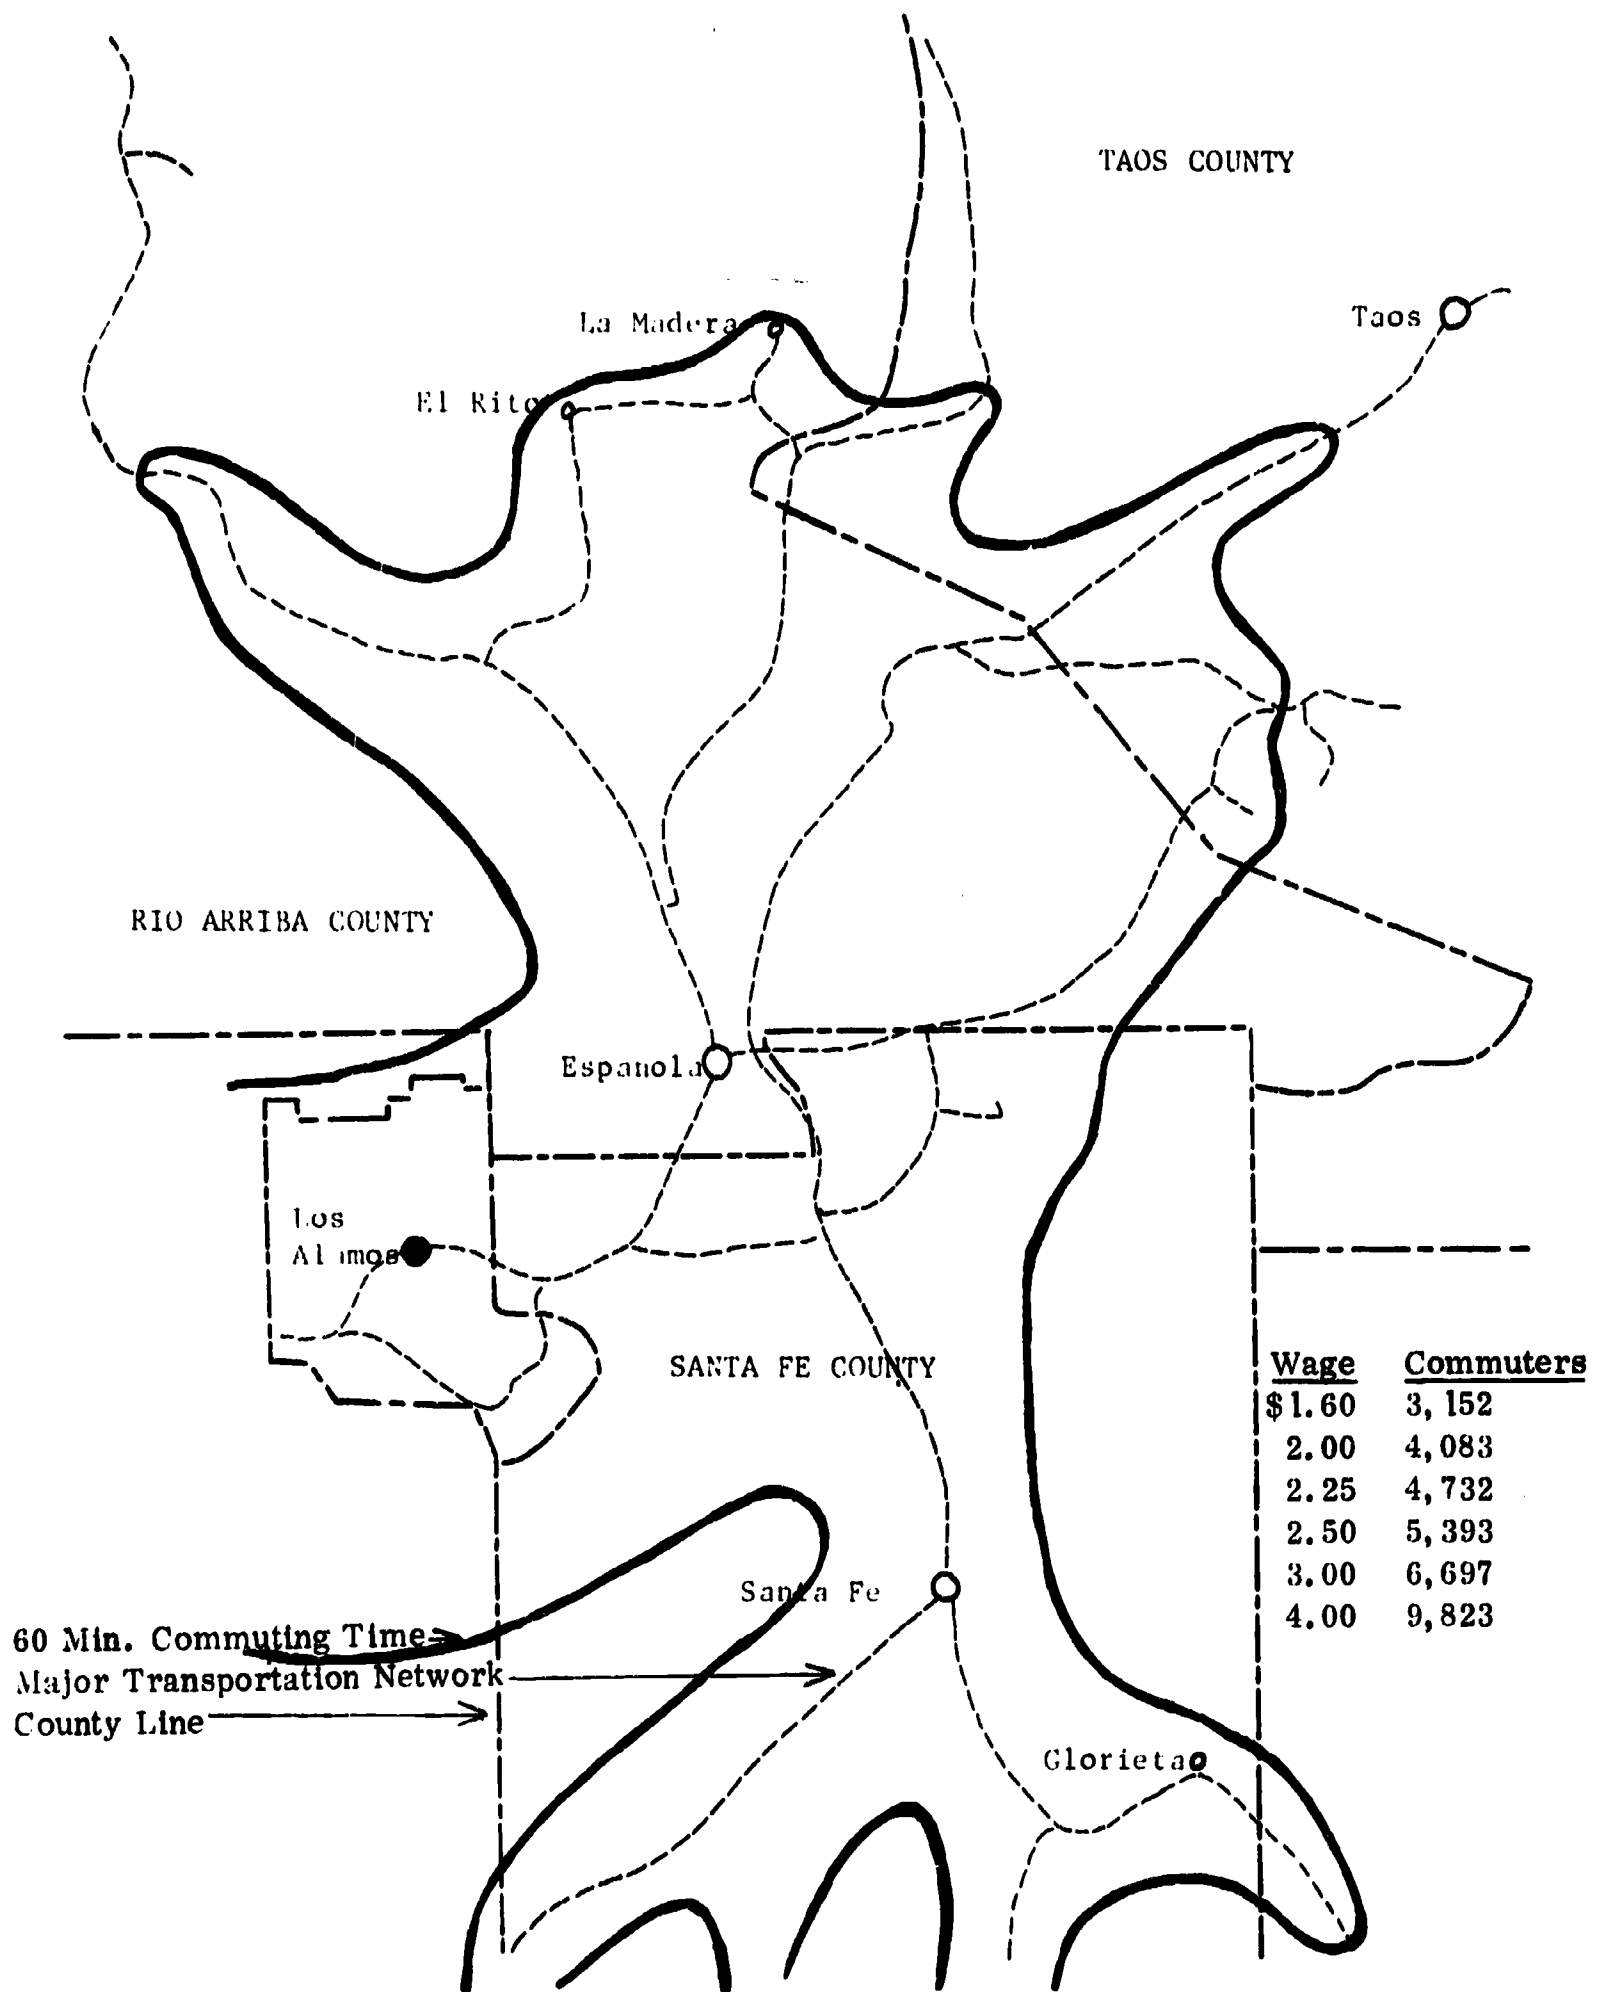 TAOS COUNTY
La Madera
Taos
El Rito
RIO ARRIBA COUNTY
Espanola
Los
Alamos
SANTA FE COUNTY
Wage Commuters
$1.60 3,152
2.00 4,083
2.25 4,732
2.50 5,393
3.00 6,697
4.00 9,823
Santa Fe
60 Min. Commuting Time
Major Transportation Network
County Line
Glorieta